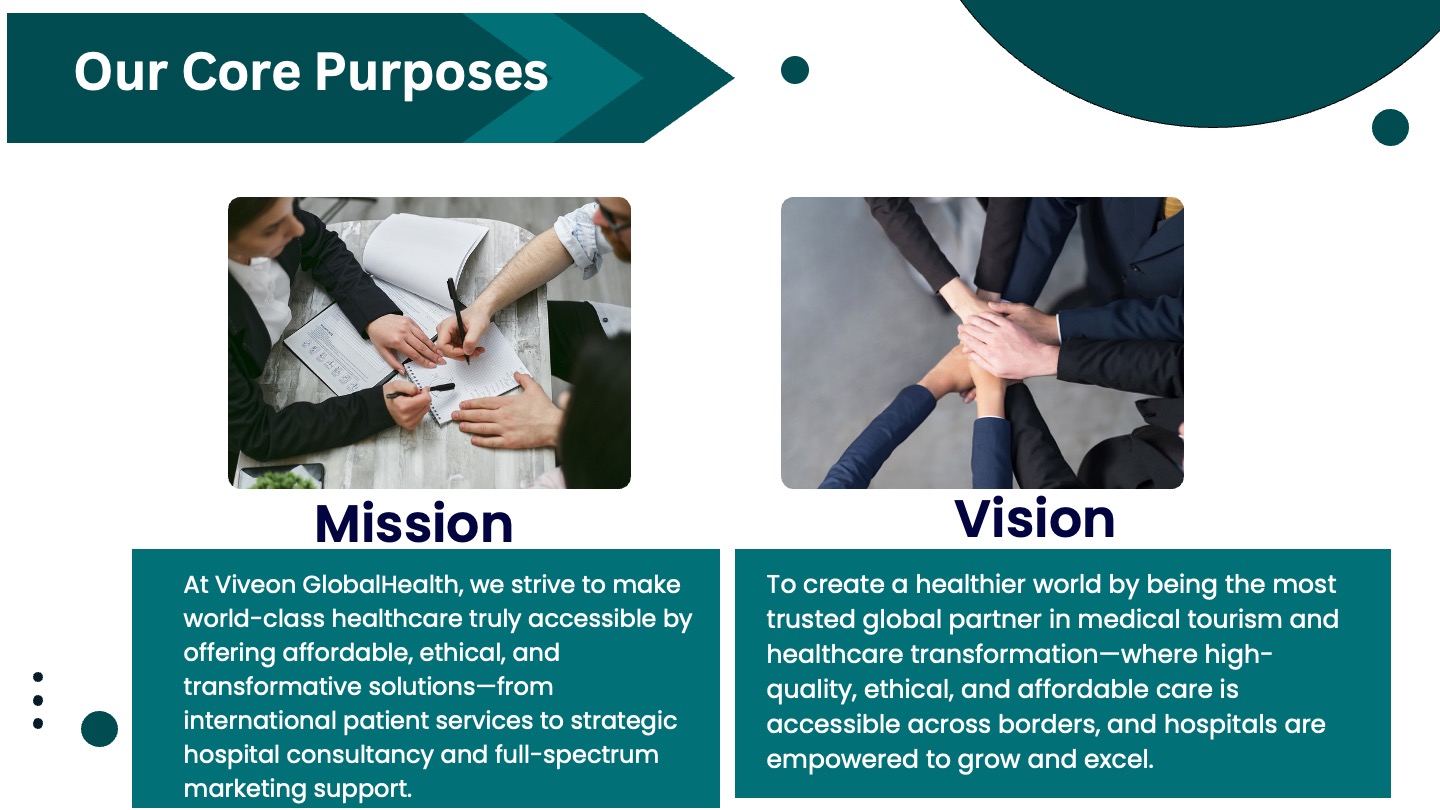 Our Core Purposes
Mission
At Viveon GlobalHealth, we strive to make
world-class healthcare truly accessible by
offering affordable, ethical, and
transformative solutions—from
international patient services to strategic
hospital consultancy and full-spectrum
marketing support.
Vision
To create a healthier world by being the most
trusted global partner in medical tourism and
healthcare transformation—where high-
quality, ethical, and affordable care is
accessible across borders, and hospitals are
empowered to grow and excel.